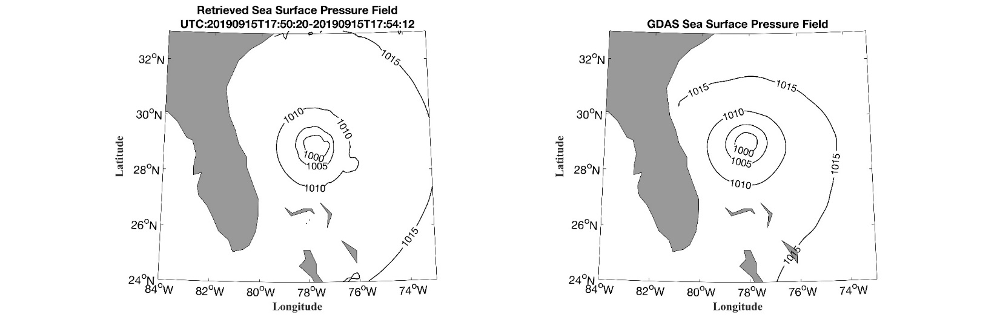 Retrieved Sea Surface Pressure Field
UTC:20190915T17:50:20-20190915T17:54:12
32°N
30°N
28°N
26°N
24°N
Latitude
84°W 82°W 80°W 78°W 76°W 74°W
Longitude
1015
1010
1010
1000
1005
1010
1015
GDAS Sea Surface Pressure Field
32°N
30°N
28°N
26°N
24°N
Latitude
84°W 82°W 80°W 78°W 76°W 74°W
Longitude
1015
1015
1010
1000
1005
1015
1010
1015